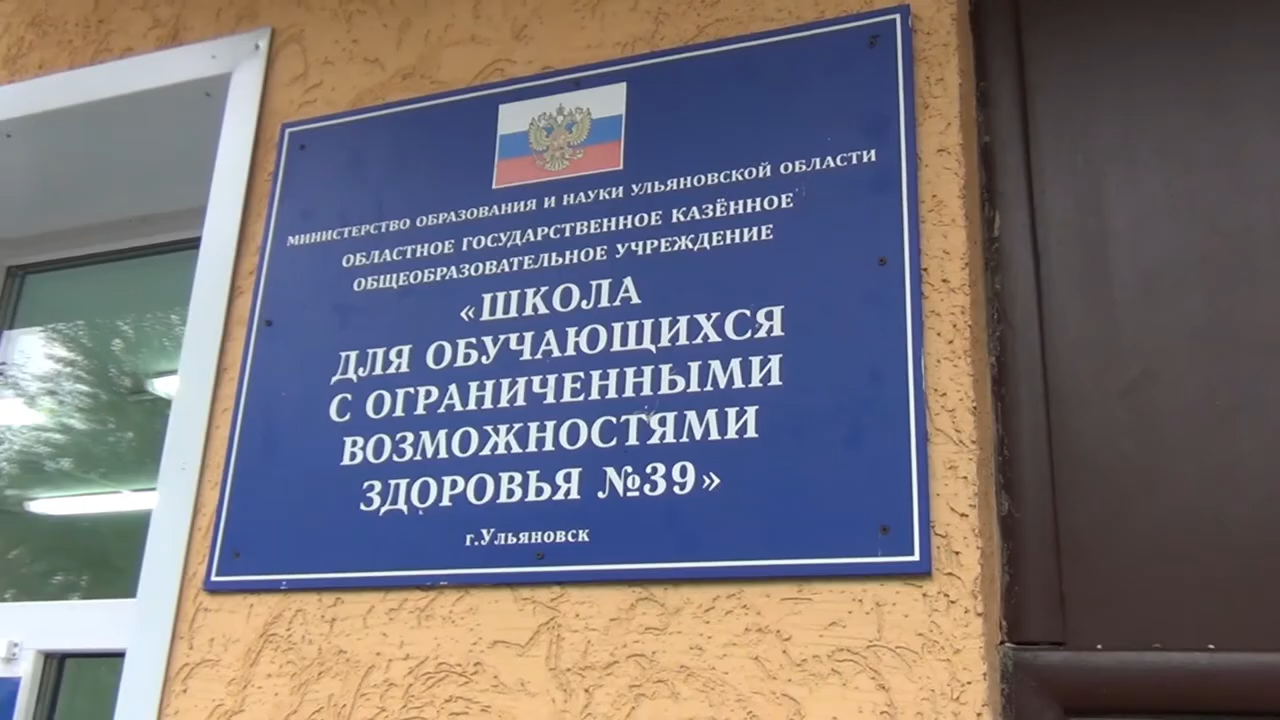 МИНИСТЕРСТВО ОБРАЗОВАНИЯ И НАУКИ УЛЬЯНОВСКОЙ ОБЛАСТИ
ОБЛАСТНОЕ ГОСУДАРСТВЕННОЕ КАЗЁННОЕ
ОБЩЕОБРАЗОВАТЕЛЬНОЕ УЧРЕЖДЕНИЕ
«ШКОЛА
ДЛЯ ОБУЧАЮЩИХСЯ
С ОГРАНИЧЕННЫМИ
ВОЗМОЖНОСТЯМИ
ЗДОРОВЬЯ №39»
г.Ульяновск